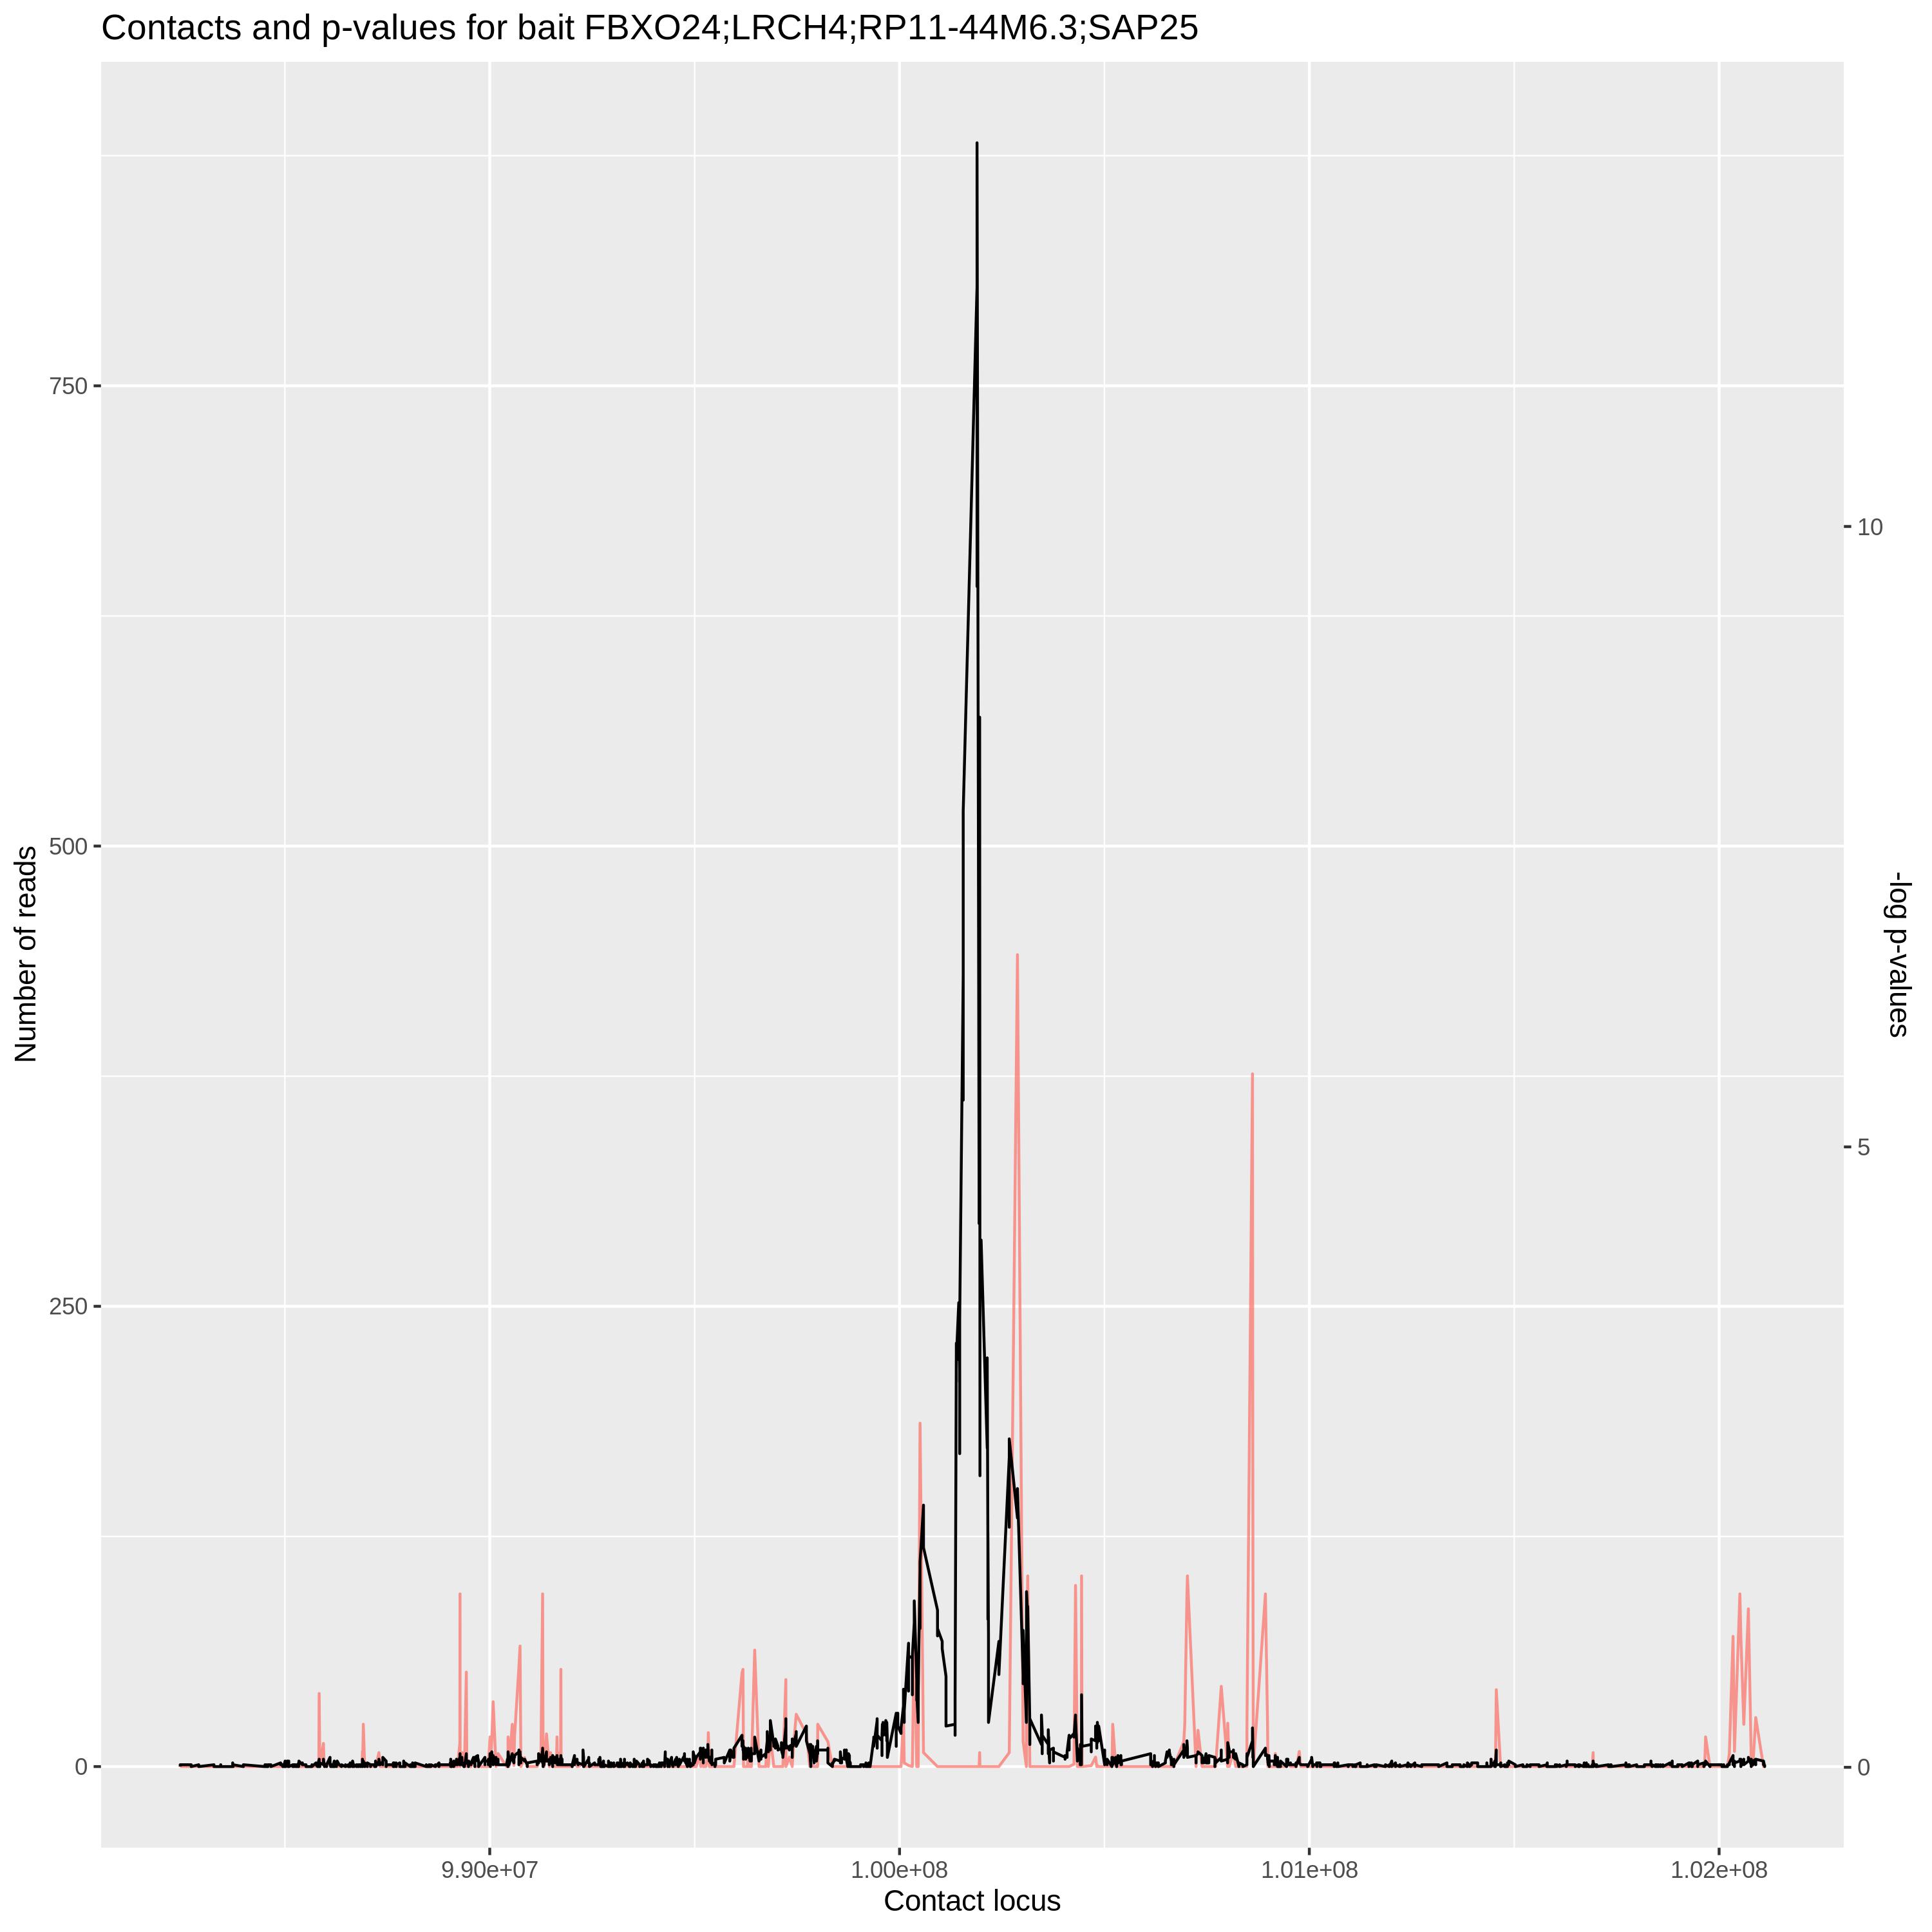 Contacts and p-values for bait FBXO24;LRCH4;RP11-44M6.3;SAP25
Number of reads
750
500
250
0
10
5
0
-log p-values
9.90e+07 1.00e+08 1.01e+08 1.02e+08
Contact locus